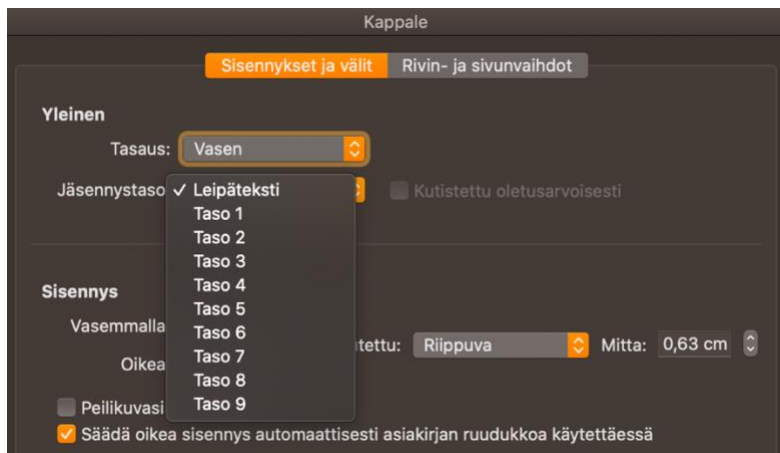 Kappale
Sisennykset ja välit Rivin- ja sivunvaihdot
Yleinen
Tasaus: Vasen
Jäsennystaso ✓ Leipäteksti Kutistettu oletusarvoisesti
Taso 1
Taso 2
Taso 3
Taso 4
Sisennys
Taso 5
Vasemmalla
Taso 6
tettu: Riippuva Mitta: 0,63 cm
Taso 7
Oikea
Taso 8
Peilikuvasi
Taso 9
Säädä oikea sisennys automaattisesti asiakirjan ruudukkoa käytettäessä